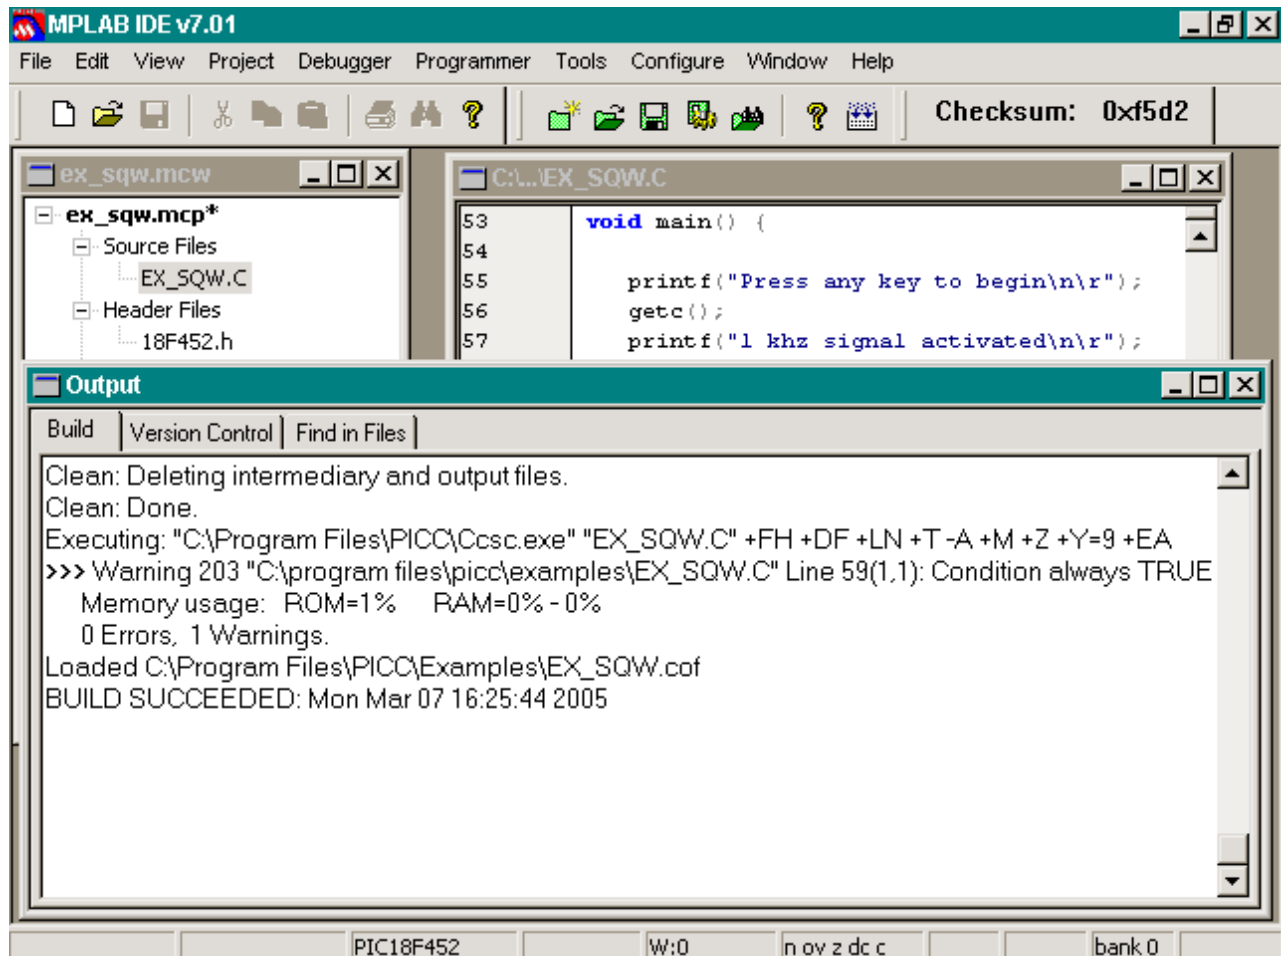 MPLAB IDE v7.01
File Edit View Project Debugger Programmer Tools Configure Window Help
Checksum: 0xf5d2
ex_sqw.mcw
ex_sqw.mcp*
Source Files
EX_SQW.C
Header Files
18F452.h
C:\...\EX_SQW.C
53 void main() {
54
55 printf("Press any key to begin\n\r");
56 getc();
57 printf("1 khz signal activated\n\r");
Output
Build Version Control Find in Files
Clean: Deleting intermediary and output files.
Clean: Done.
Executing: "C:\Program Files\PICC\Ccsc.exe" "EX_SQW.C" +FH +DF +LN +T -A +M +Z +Y=9 +EA
>>> Warning 203 "C:\program files\picc\examples\EX_SQW.C" Line 59(1,1): Condition always TRUE
Memory usage: ROM=1% RAM=0% - 0%
0 Errors, 1 Warnings.
Loaded C:\Program Files\PICC\Examples\EX_SQW.cof
BUILD SUCCEEDED: Mon Mar 07 16:25:44 2005
PIC18F452 W:0 n ov z dc c bank 0